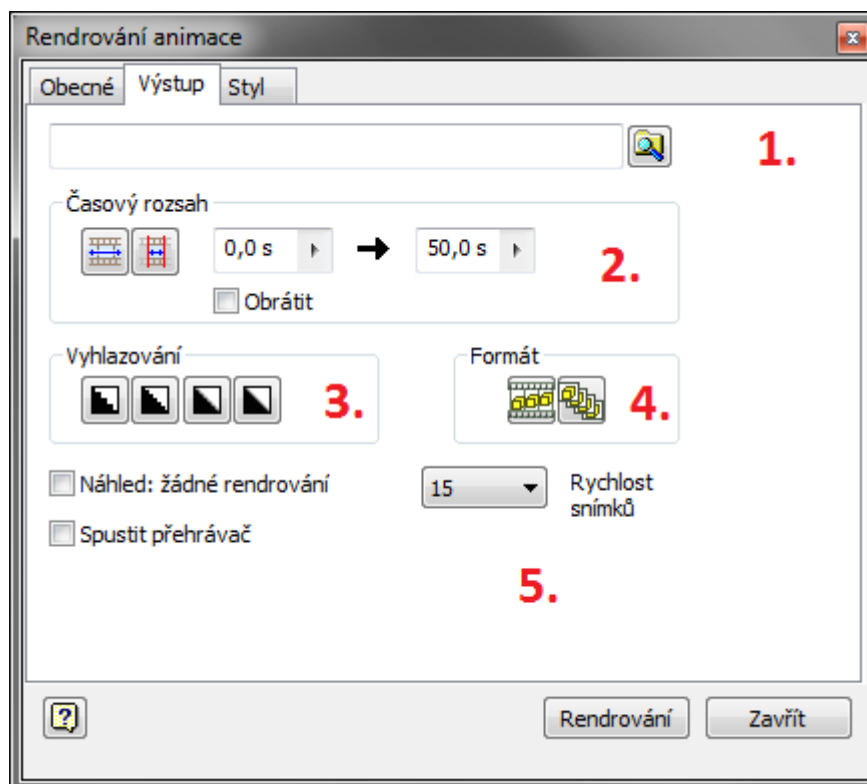 Rendrování animace
Obecné Výstup Styl
1.
Časový rozsah
0,0 s 50,0 s
2.
Obrátit
Vyhlazování Formát
3. 4.
Náhled: žádné rendrování 15 Rychlost
snímků
Spustit přehrávač
5.
Rendrování Zavřít